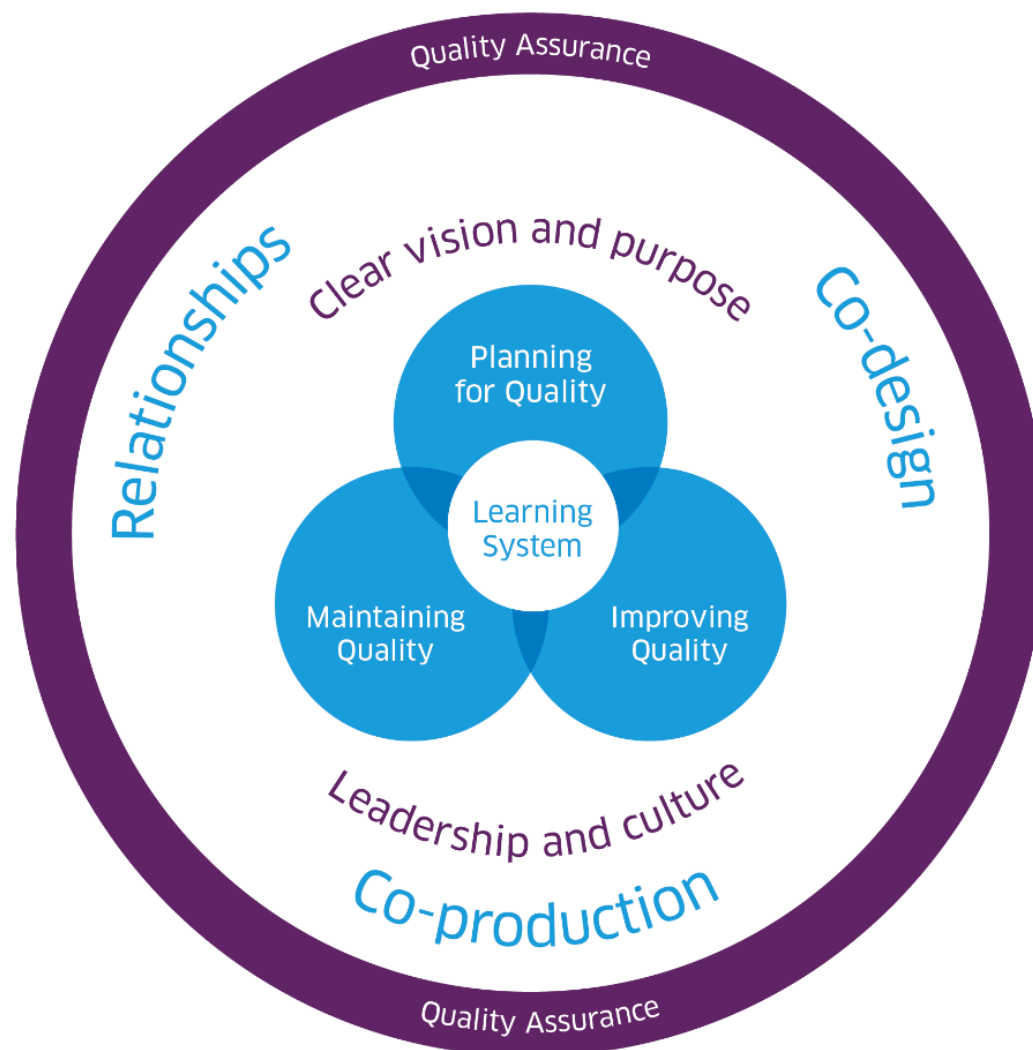 Quality Assurance
Clear vision and purpose
Relationships
Co-design
Planning
for Quality
Learning
System
Maintaining
Quality
Improving
Quality
Leadership and culture
Co-production
Quality Assurance